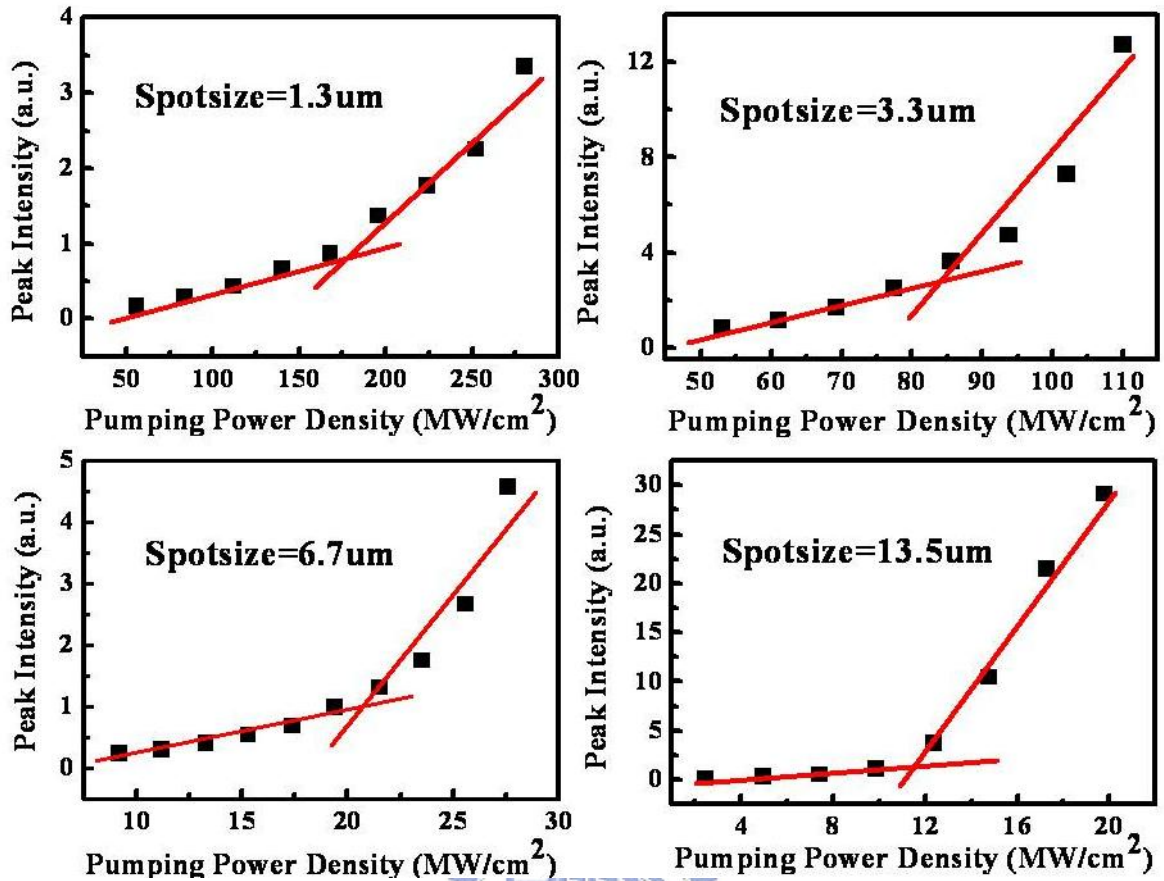 4
3
2
1
0
Peak Intensity (a.u.)
Spotsize=1.3um
50 100 150 200 250 300
Pumping Power Density (MW/cm²)
12
8
4
0
Peak Intensity (a.u.)
Spotsize=3.3um
50 60 70 80 90 100 110
Pumping Power Density (MW/cm²)
5
4
3
2
1
0
Peak Intensity (a.u.)
Spotsize=6.7um
10 15 20 25 30
Pumping Power Density (MW/cm²)
30
25
20
15
10
5
0
Peak Intensity (a.u.)
Spotsize=13.5um
4 8 12 16 20
Pumping Power Density (MW/cm²)